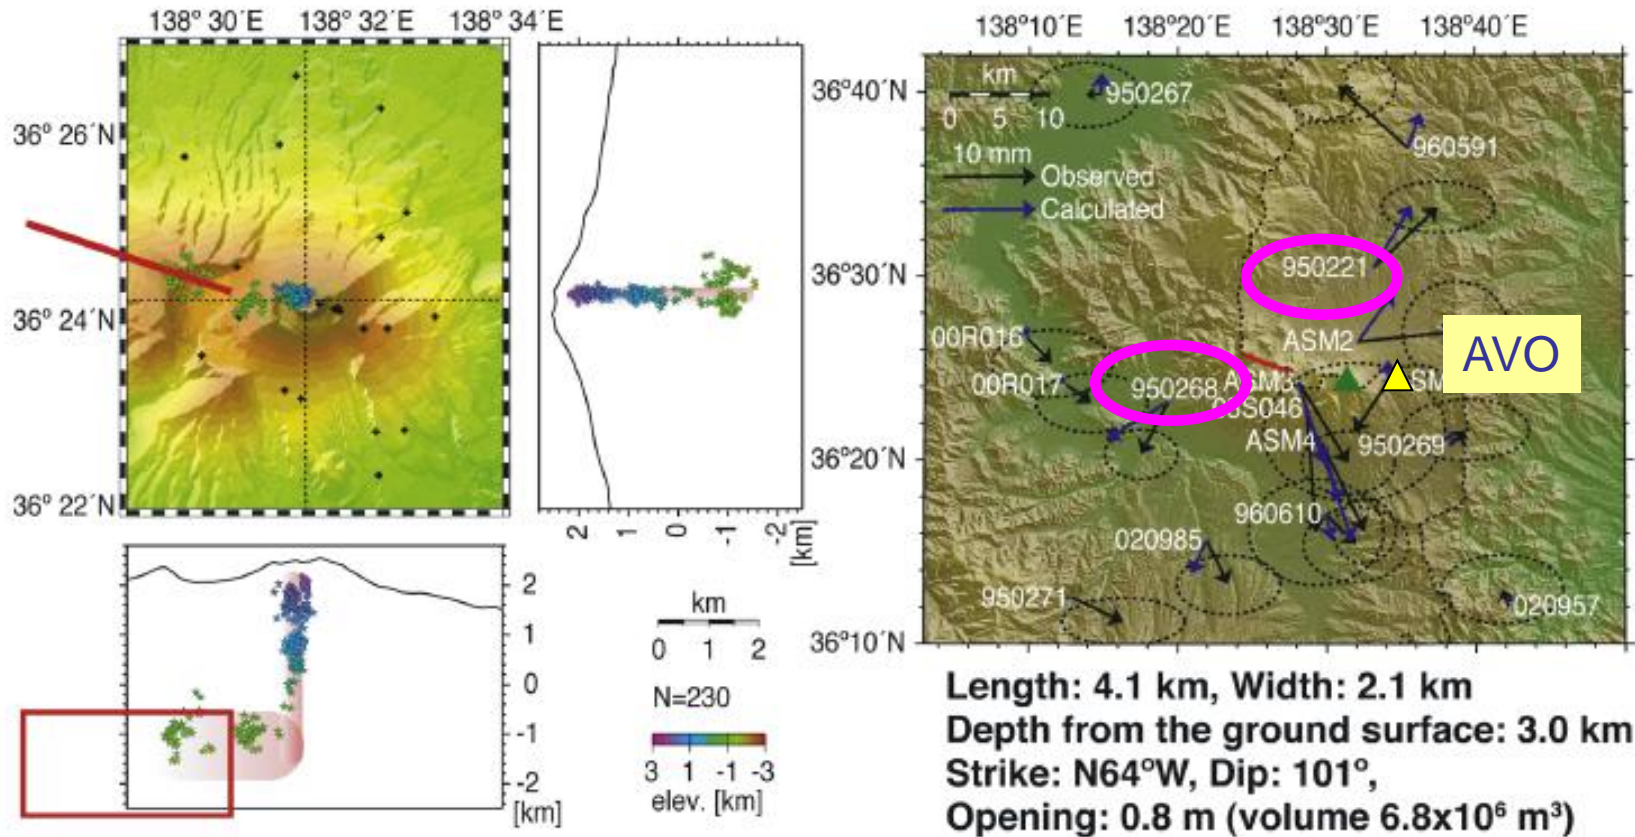 138° 30´E 138° 32´E 138° 34´E
36° 26´N
36° 24´N
36° 22´N
2 1 0 -1 -2
[km]
2
1
0
-1
-2
[km]
km
0 1 2
N=230
3 1 -1 -3
elev. [km]
138°10´E 138°20´E 138°30´E 138°40´E
36°40´N
36°30´N
36°20´N
36°10´N
km
0 5 10
10 mm
Observed
Calculated
950267
960591
950221
00R016
ASM2
AVO
00R017
950268
ASM3
ASM
03S046
ASM4
950269
960610
020985
950271
020957
Length: 4.1 km, Width: 2.1 km
Depth from the ground surface: 3.0 km
Strike: N64°W, Dip: 101°,
Opening: 0.8 m (volume 6.8x10⁶ m³)